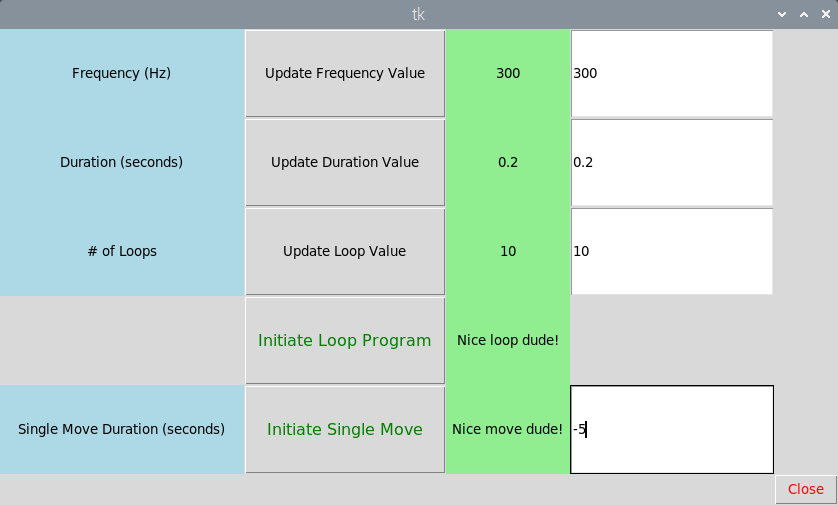 tk
Frequency (Hz) Update Frequency Value 300 300
Duration (seconds) Update Duration Value 0.2 0.2
# of Loops Update Loop Value 10 10
Initiate Loop Program Nice loop dude!
Single Move Duration (seconds) Initiate Single Move Nice move dude! -5
Close